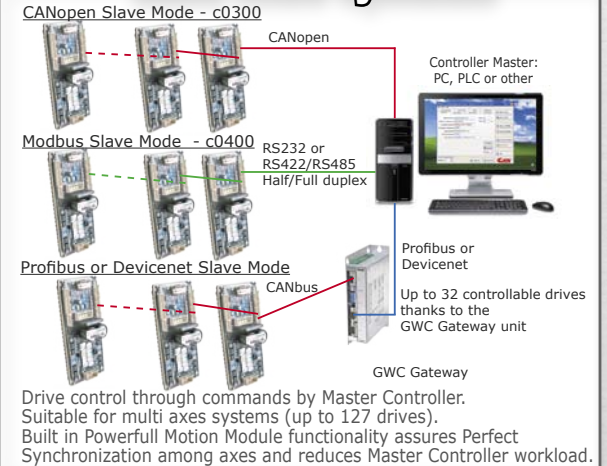 CANopen Slave Mode - c0300
CANopen
Controller Master:
PC, PLC or other
Modbus Slave Mode - c0400
RS232 or
RS422/RS485
Half/Full duplex
Profibus or Devicenet Slave Mode
CANbus
Profibus or
Devicenet
Up to 32 controllable drives
thanks to the
GWC Gateway unit
GWC Gateway
Drive control through commands by Master Controller.
Suitable for multi axes systems (up to 127 drives).
Built in Powerfull Motion Module functionality assures Perfect
Synchronization among axes and reduces Master Controller workload.